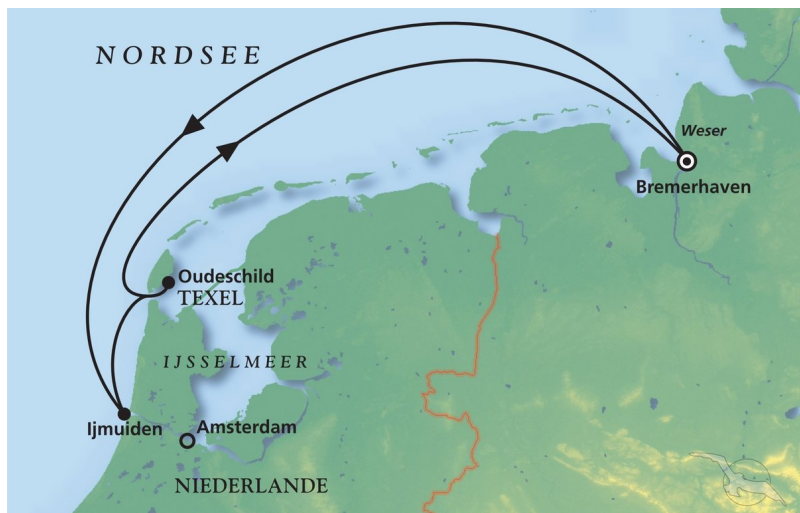 NORDSEE
Weser
Bremerhaven
Oudeschild
TEXEL
IJSSELMEER
Ijmuiden
Amsterdam
NIEDERLANDE